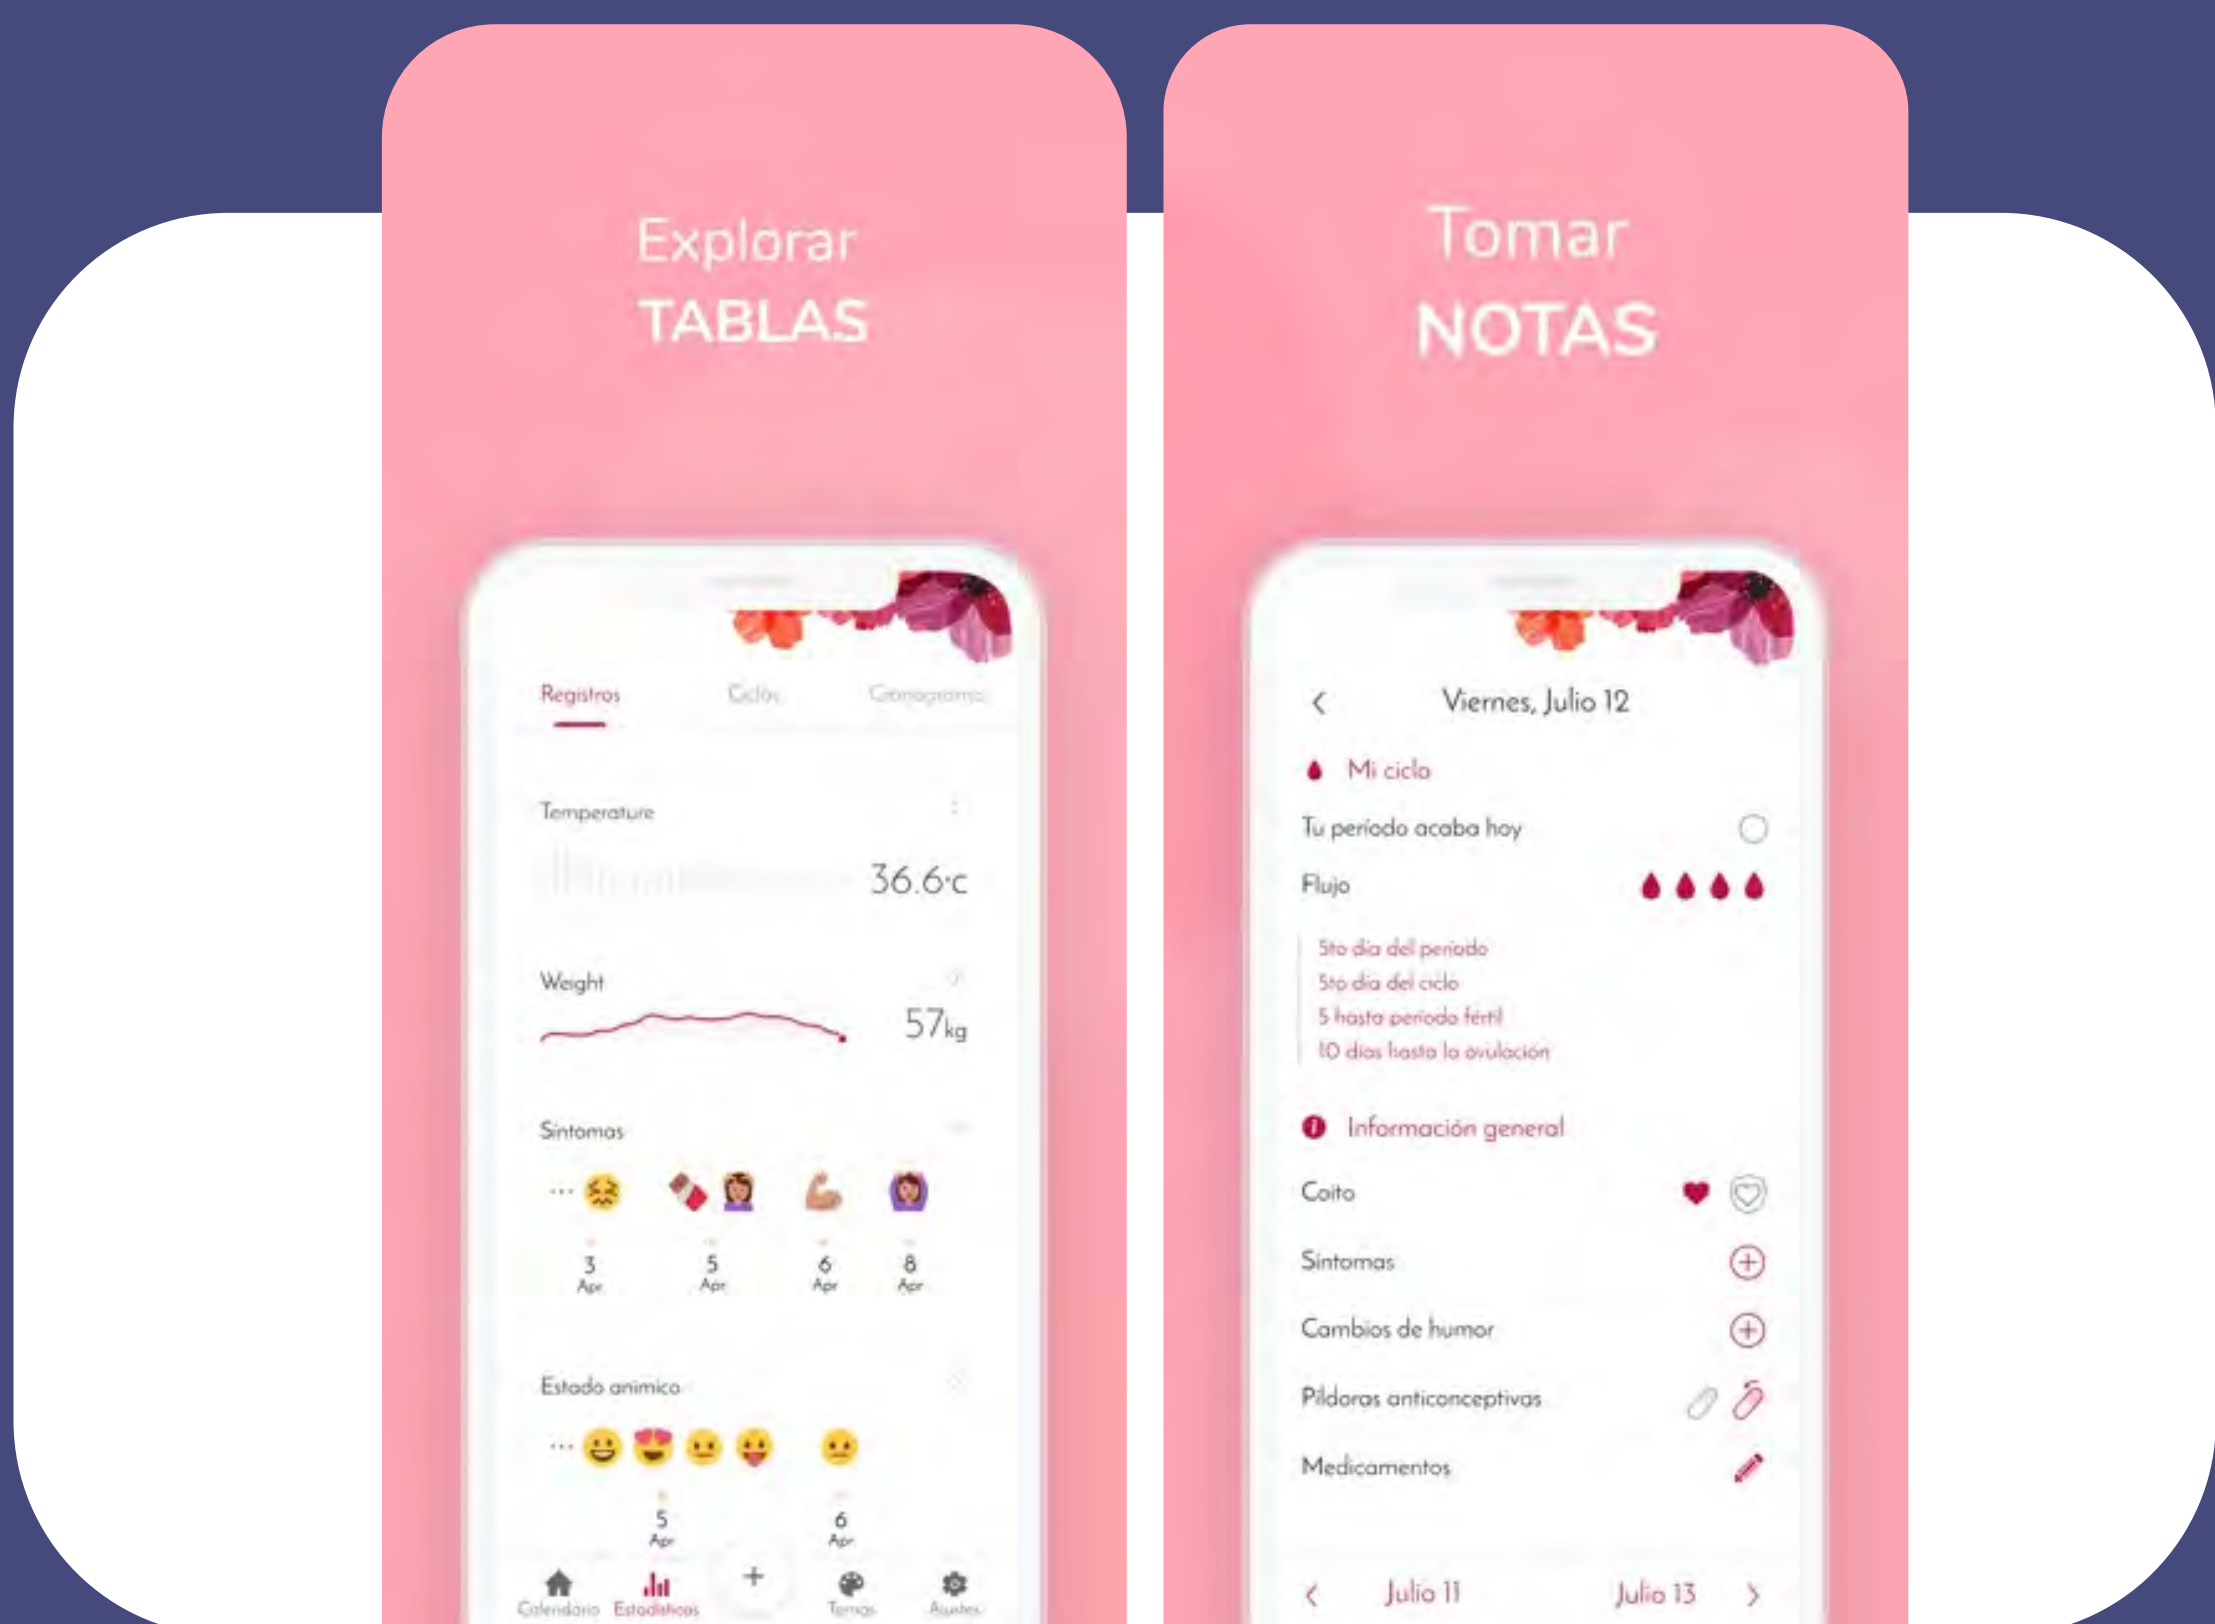 Explorar
TABLAS
Registros
Ciclos
Cronograma
Temperature
36.6°c
Weight
57kg
Síntomas
3
Apr
5
Apr
6
Apr
8
Apr
Estado anímico
5
Apr
6
Apr
+
Calendario
Estadísticas
Temas
Ajustes
Tomar
NOTAS
Viernes, Julio 12
Mi ciclo
Tu período acaba hoy
Flujo
5to día del período
5to día del ciclo
5 hasta período fértil
10 días hasta la ovulación
Información general
Coito
Síntomas
Cambios de humor
Píldoras anticonceptivas
Medicamentos
Julio 11
Julio 13